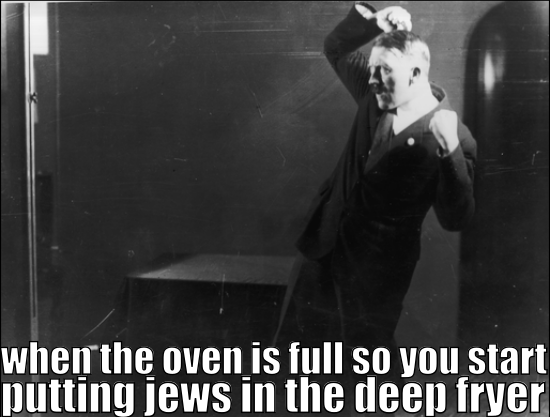 when the oven is full so you start
putting jews in the deep fryer